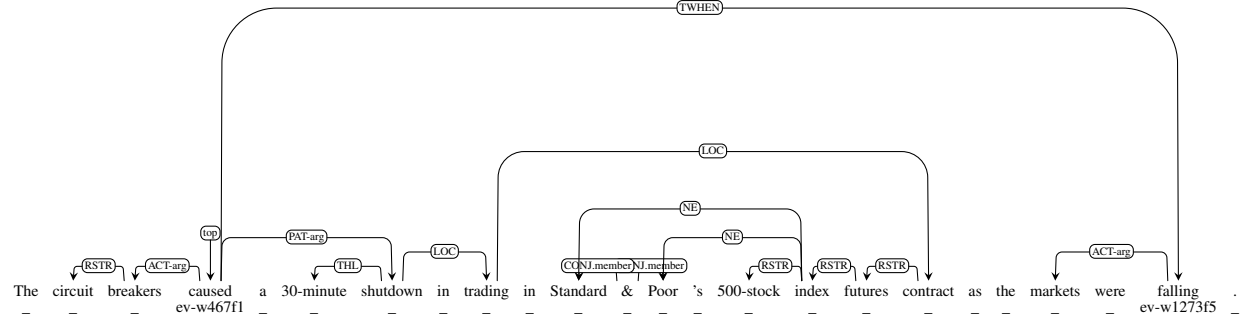 TWHEN
LOC
NE
top PAT-arg NE
RSTR ACT-arg THL LOC CONJ.member NJ.member RSTR RSTR RSTR ACT-arg
The circuit breakers caused a 30-minute shutdown in trading in Standard & Poor 's 500-stock index futures contract as the markets were falling .
_ _ _ ev-w467f1 _ _ _ _ _ _ _ _ _ _ _ _ _ _ _ _ _ _ ev-w1273f5 _